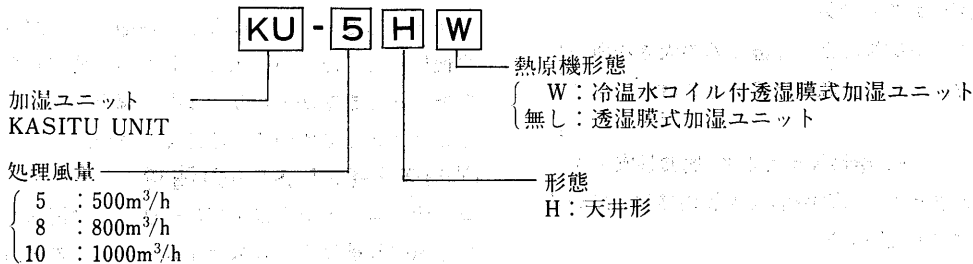 KU-5HW
熱原機形態
W：冷温水コイル付透湿膜式加湿ユニット
無し：透湿膜式加湿ユニット
加湿ユニット
KASITU UNIT
処理風量
5 ：500m³/h
8 ：800m³/h
10 ：1000m³/h
形態
H：天井形